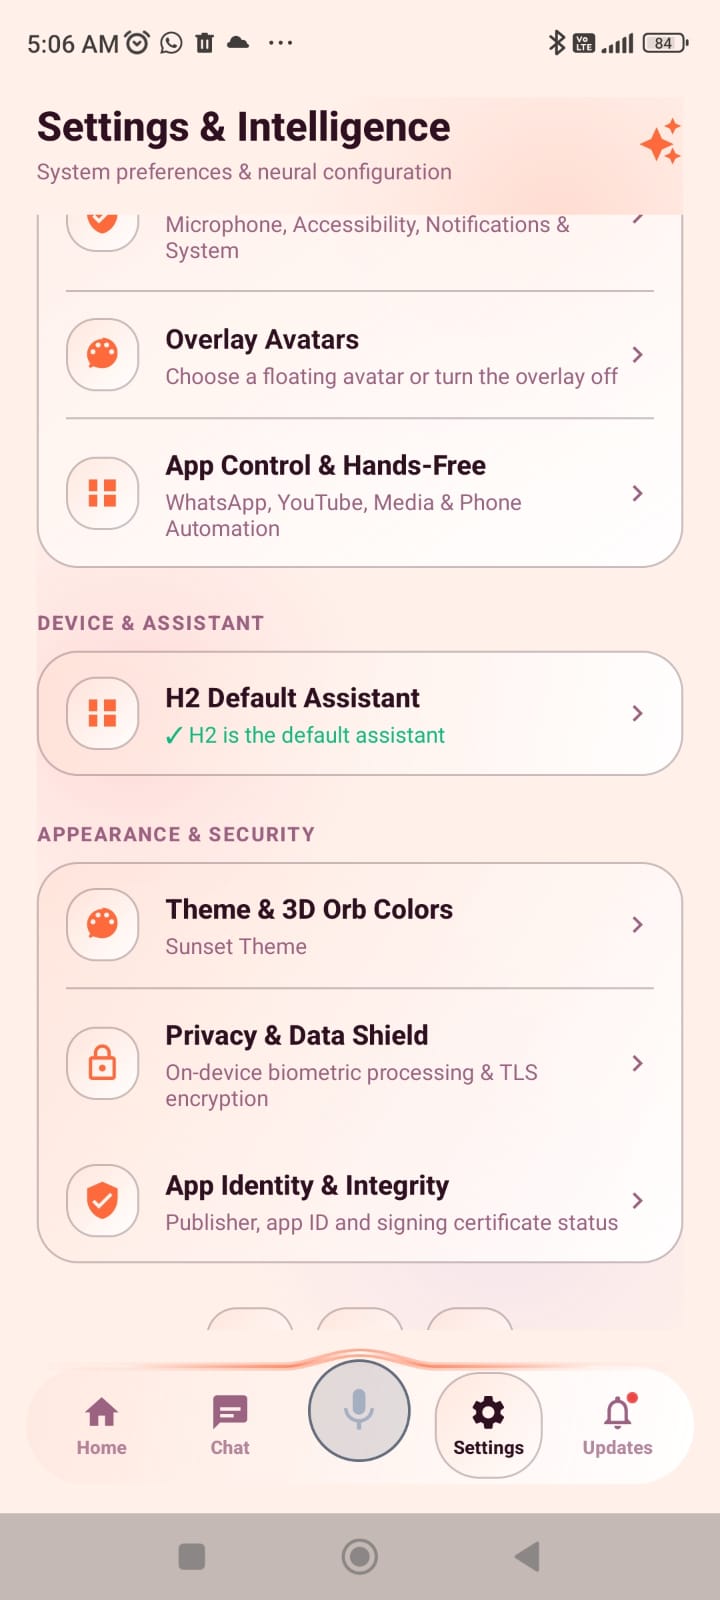 5:06 AM
Vo LTE
84
Settings & Intelligence
System preferences & neural configuration
Microphone, Accessibility, Notifications &
System
Overlay Avatars
Choose a floating avatar or turn the overlay off
App Control & Hands-Free
WhatsApp, YouTube, Media & Phone
Automation
DEVICE & ASSISTANT
H2 Default Assistant
✓ H2 is the default assistant
APPEARANCE & SECURITY
Theme & 3D Orb Colors
Sunset Theme
Privacy & Data Shield
On-device biometric processing & TLS
encryption
App Identity & Integrity
Publisher, app ID and signing certificate status
Home
Chat
Settings
Updates